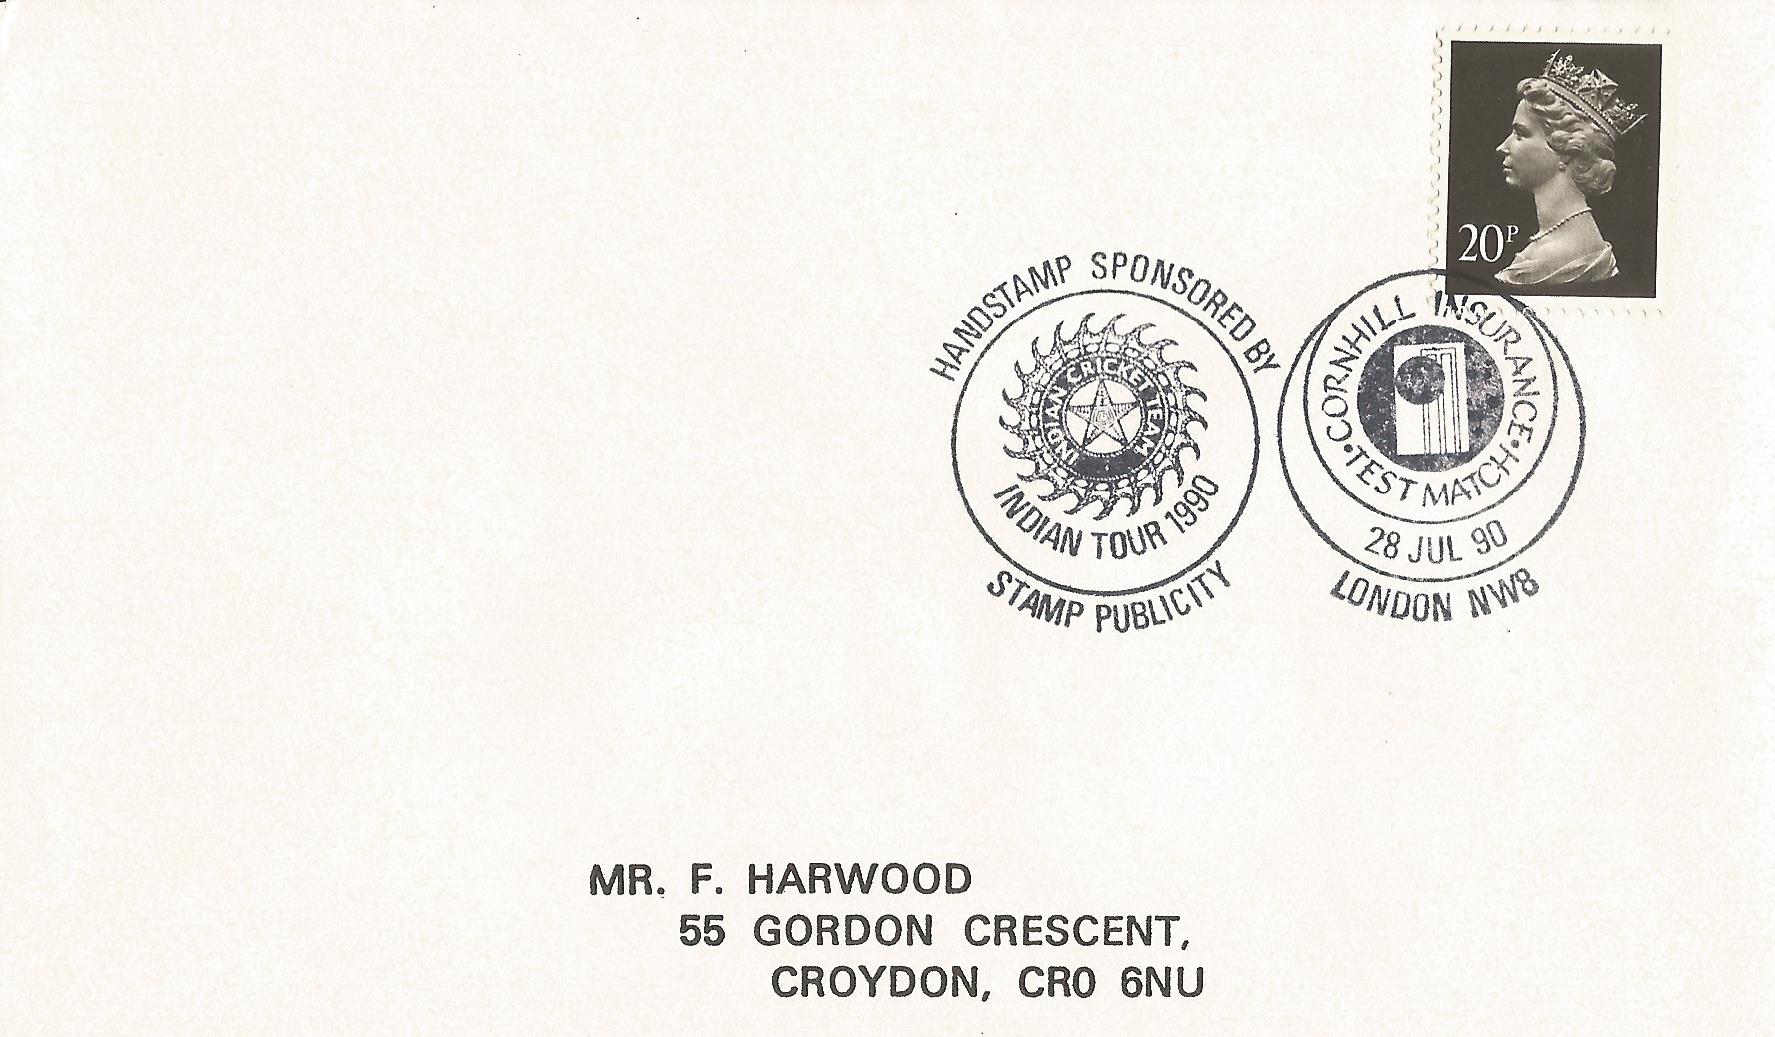 20P
HANDSTAMP SPONSORED BY
INDIAN CRICKET TEAM
INDIAN TOUR 1990
STAMP PUBLICITY
CORNHILL INSURANCE
• TEST MATCH •
28 JUL 90
LONDON NW8
MR. F. HARWOOD
55 GORDON CRESCENT,
CROYDON, CR0 6NU